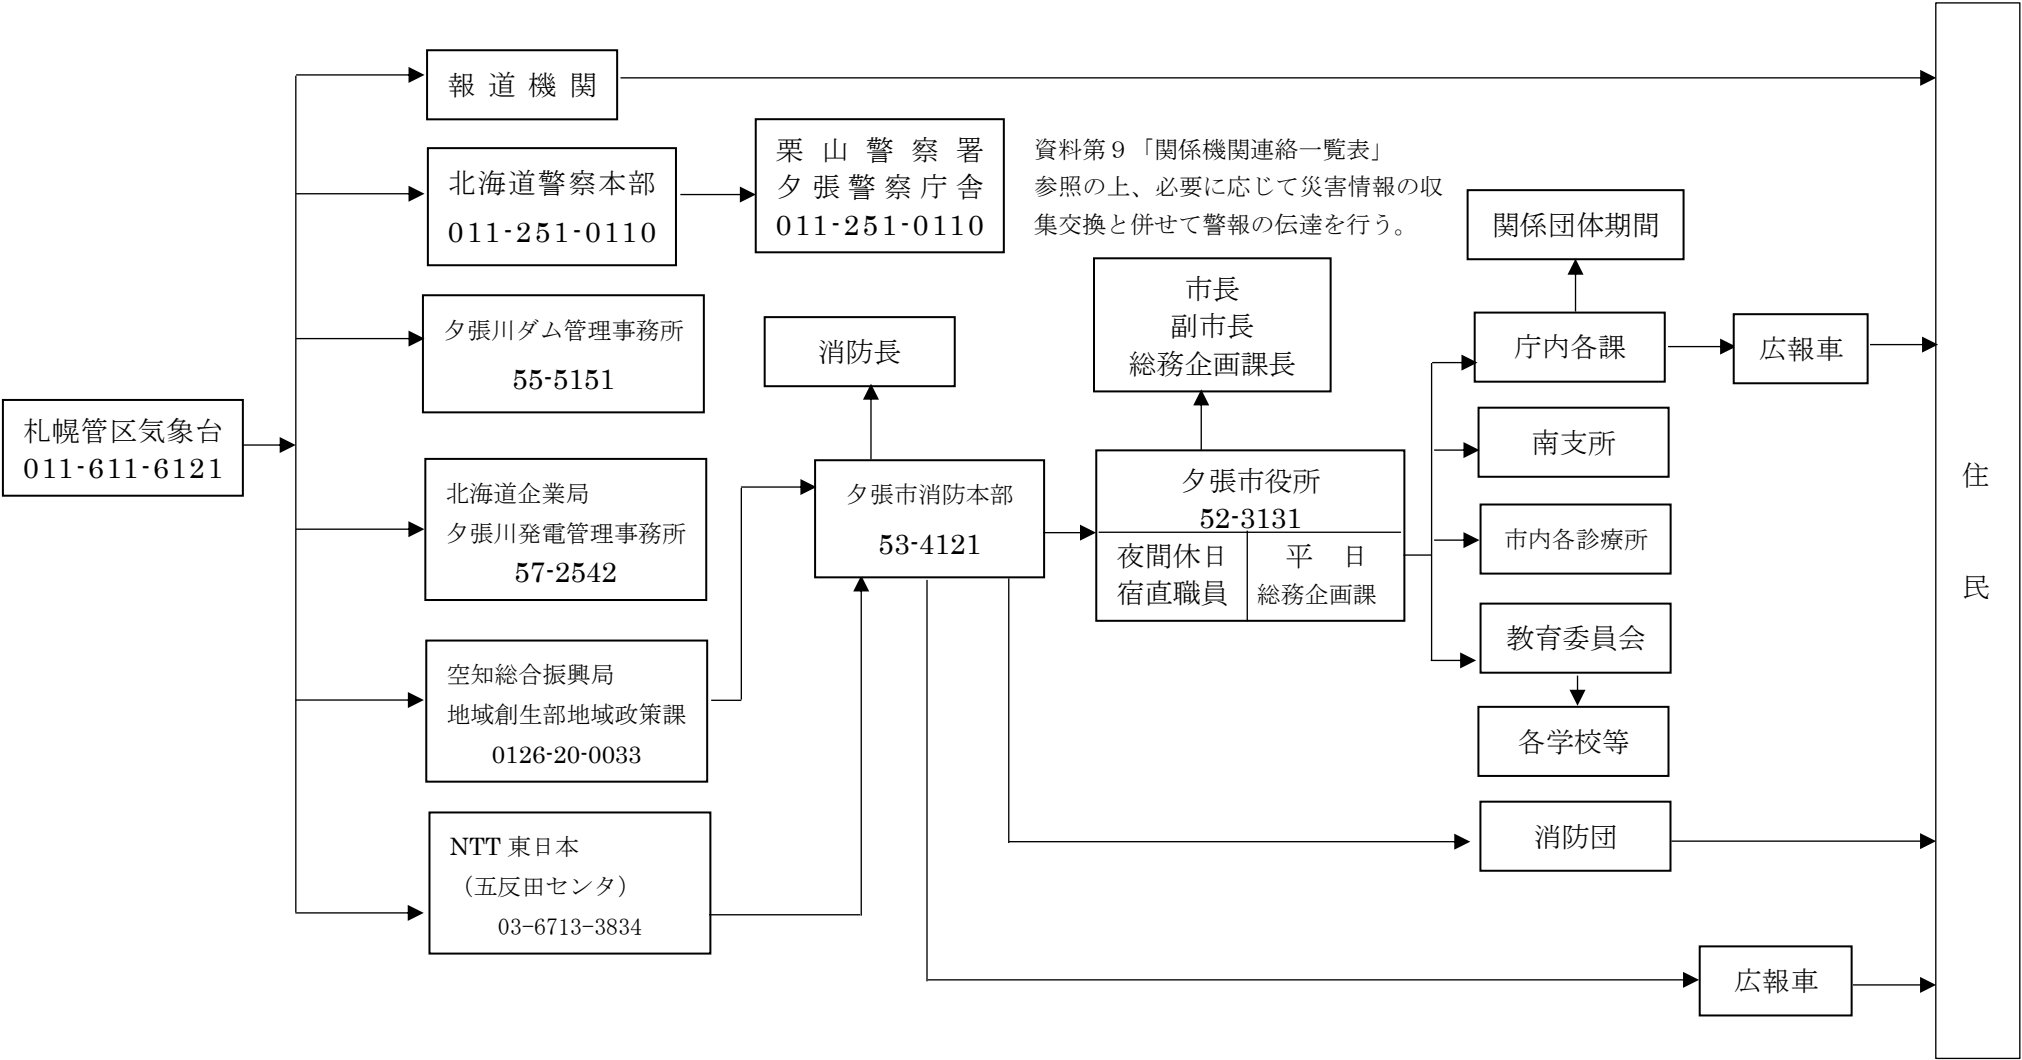 報道機関
北海道警察本部
011-251-0110
栗山警察署
夕張警察庁舎
011-251-0110
資料第９「関係機関連絡一覧表」
参照の上、必要に応じて災害情報の収
集交換と併せて警報の伝達を行う。
関係団体期間
夕張川ダム管理事務所
55-5151
消防長
市長
副市長
総務企画課長
庁内各課
広報車
札幌管区気象台
011-611-6121
南支所
北海道企業局
夕張川発電管理事務所
57-2542
夕張市消防本部
53-4121
夕張市役所
52-3131
夜間休日
宿直職員
平　日
総務企画課
市内各診療所
教育委員会
空知総合振興局
地域創生部地域政策課
0126-20-0033
各学校等
NTT 東日本
（五反田センタ）
03-6713-3834
消防団
広報車
住
民